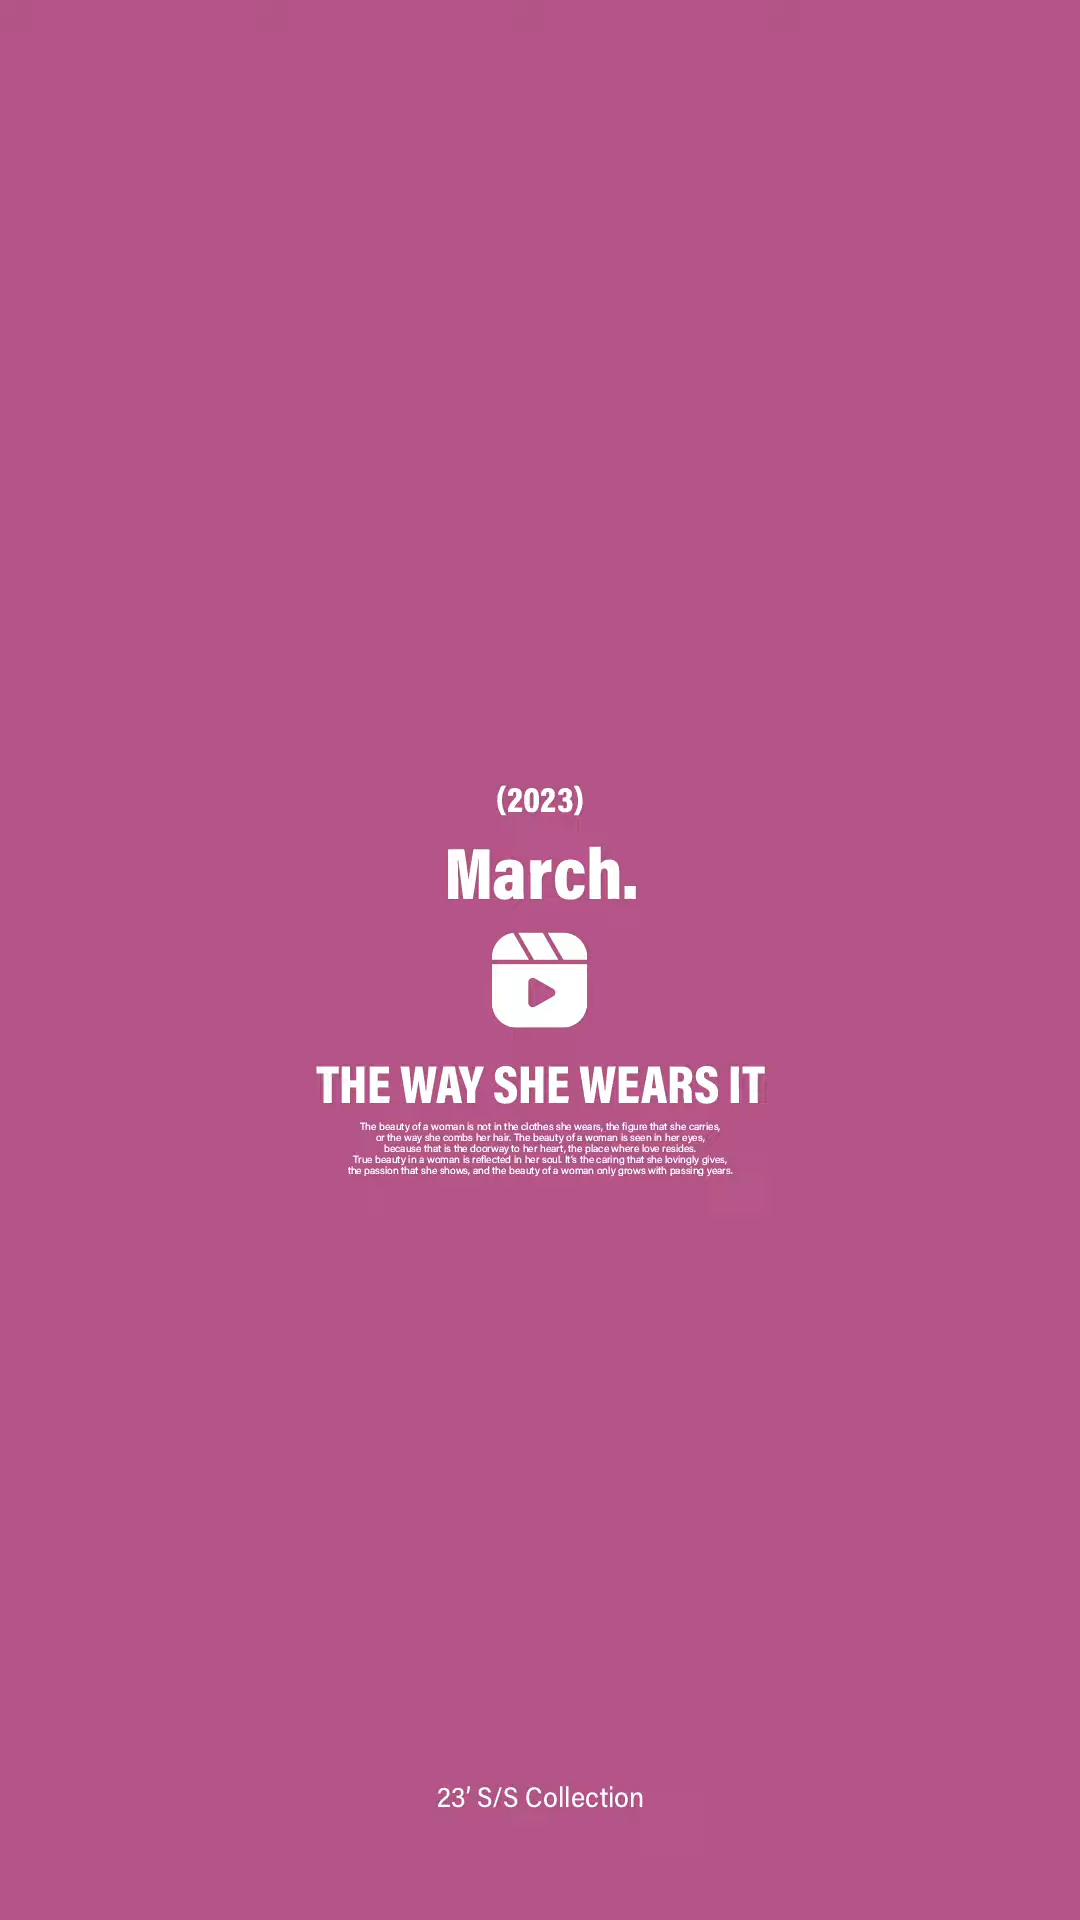 (2023)
March.
THE WAY SHE WEARS IT
The beauty of a woman is not in the clothes she wears, the figure that she carries,
or the way she combs her hair. The beauty of a woman is seen in her eyes,
because that is the doorway to her heart, the place where love resides.
True beauty in a woman is reflected in her soul. It's the caring that she lovingly gives,
the passion that she shows, and the beauty of a woman only grows with passing years.
23’ S/S Collection